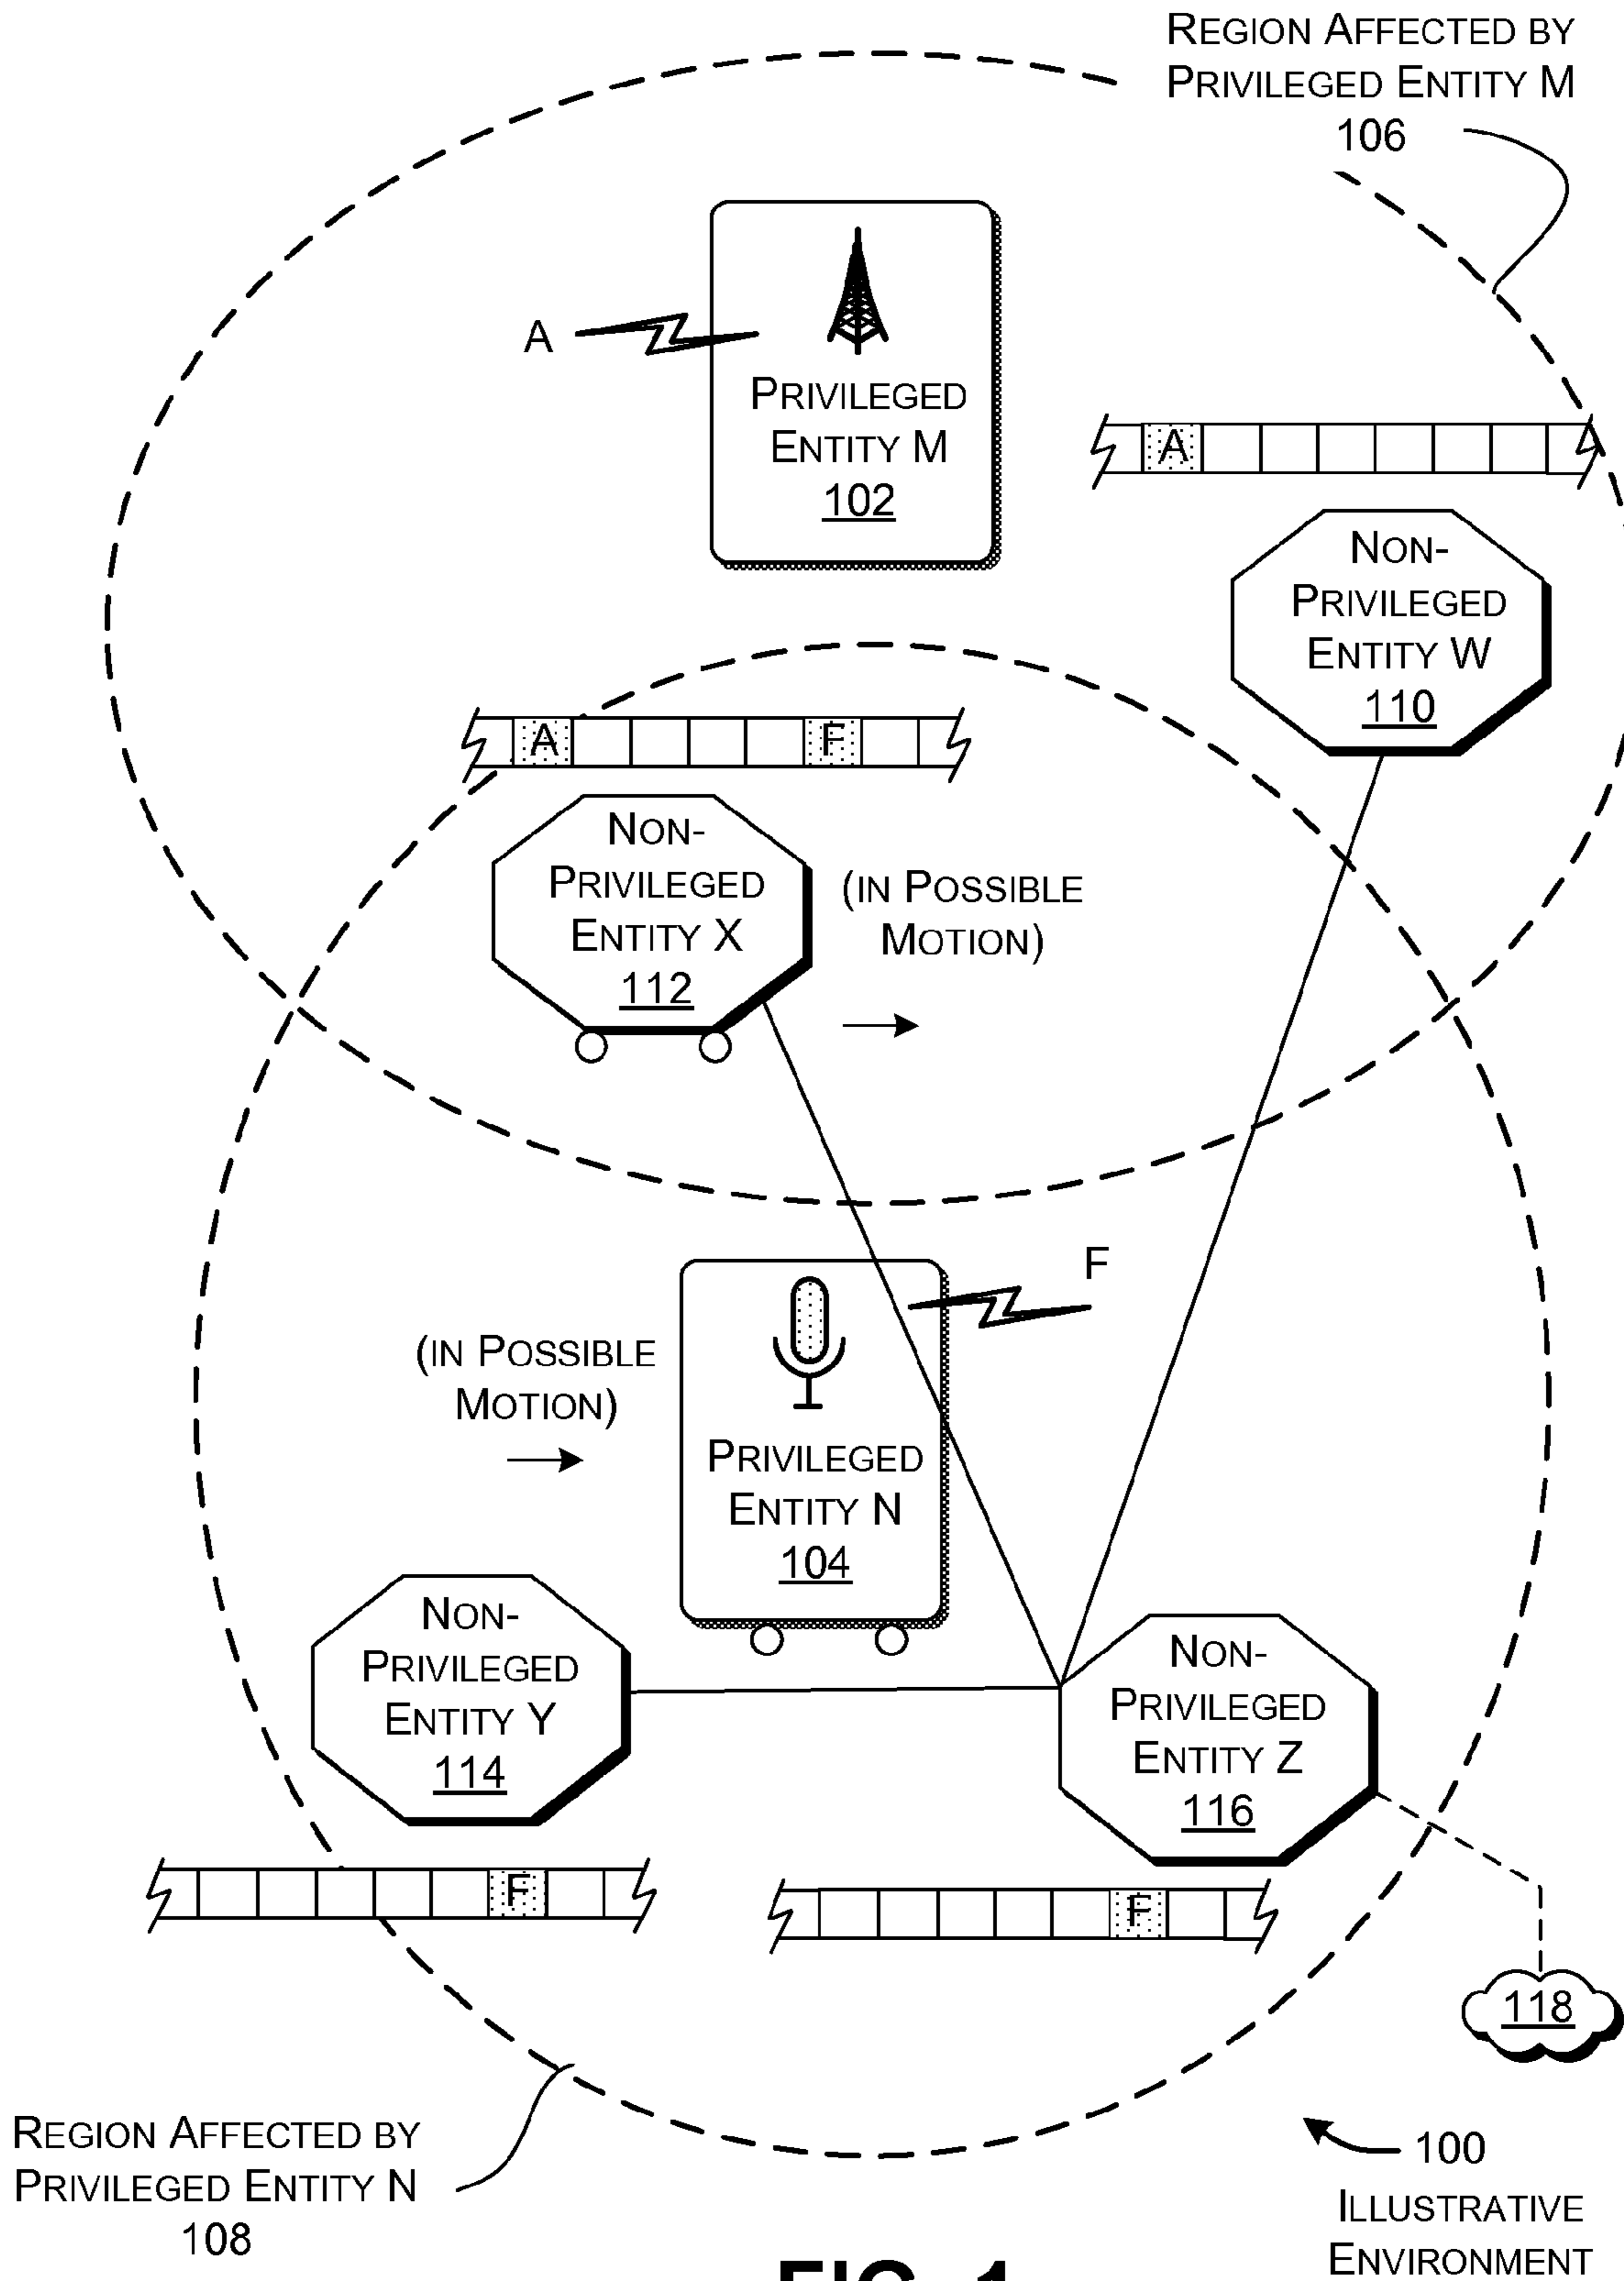 REGION AFFECTED BY
PRIVILEGED ENTITY M
106
A
PRIVILEGED
ENTITY M
102
A
NON-
PRIVILEGED
ENTITY W
110
A F
NON-
PRIVILEGED
ENTITY X
112
(IN POSSIBLE
MOTION)
F
(IN POSSIBLE
MOTION)
PRIVILEGED
ENTITY N
104
NON-
PRIVILEGED
ENTITY Y
114
NON-
PRIVILEGED
ENTITY Z
116
F
F
118
REGION AFFECTED BY
PRIVILEGED ENTITY N
108
100
ILLUSTRATIVE
ENVIRONMENT
FIG. 1